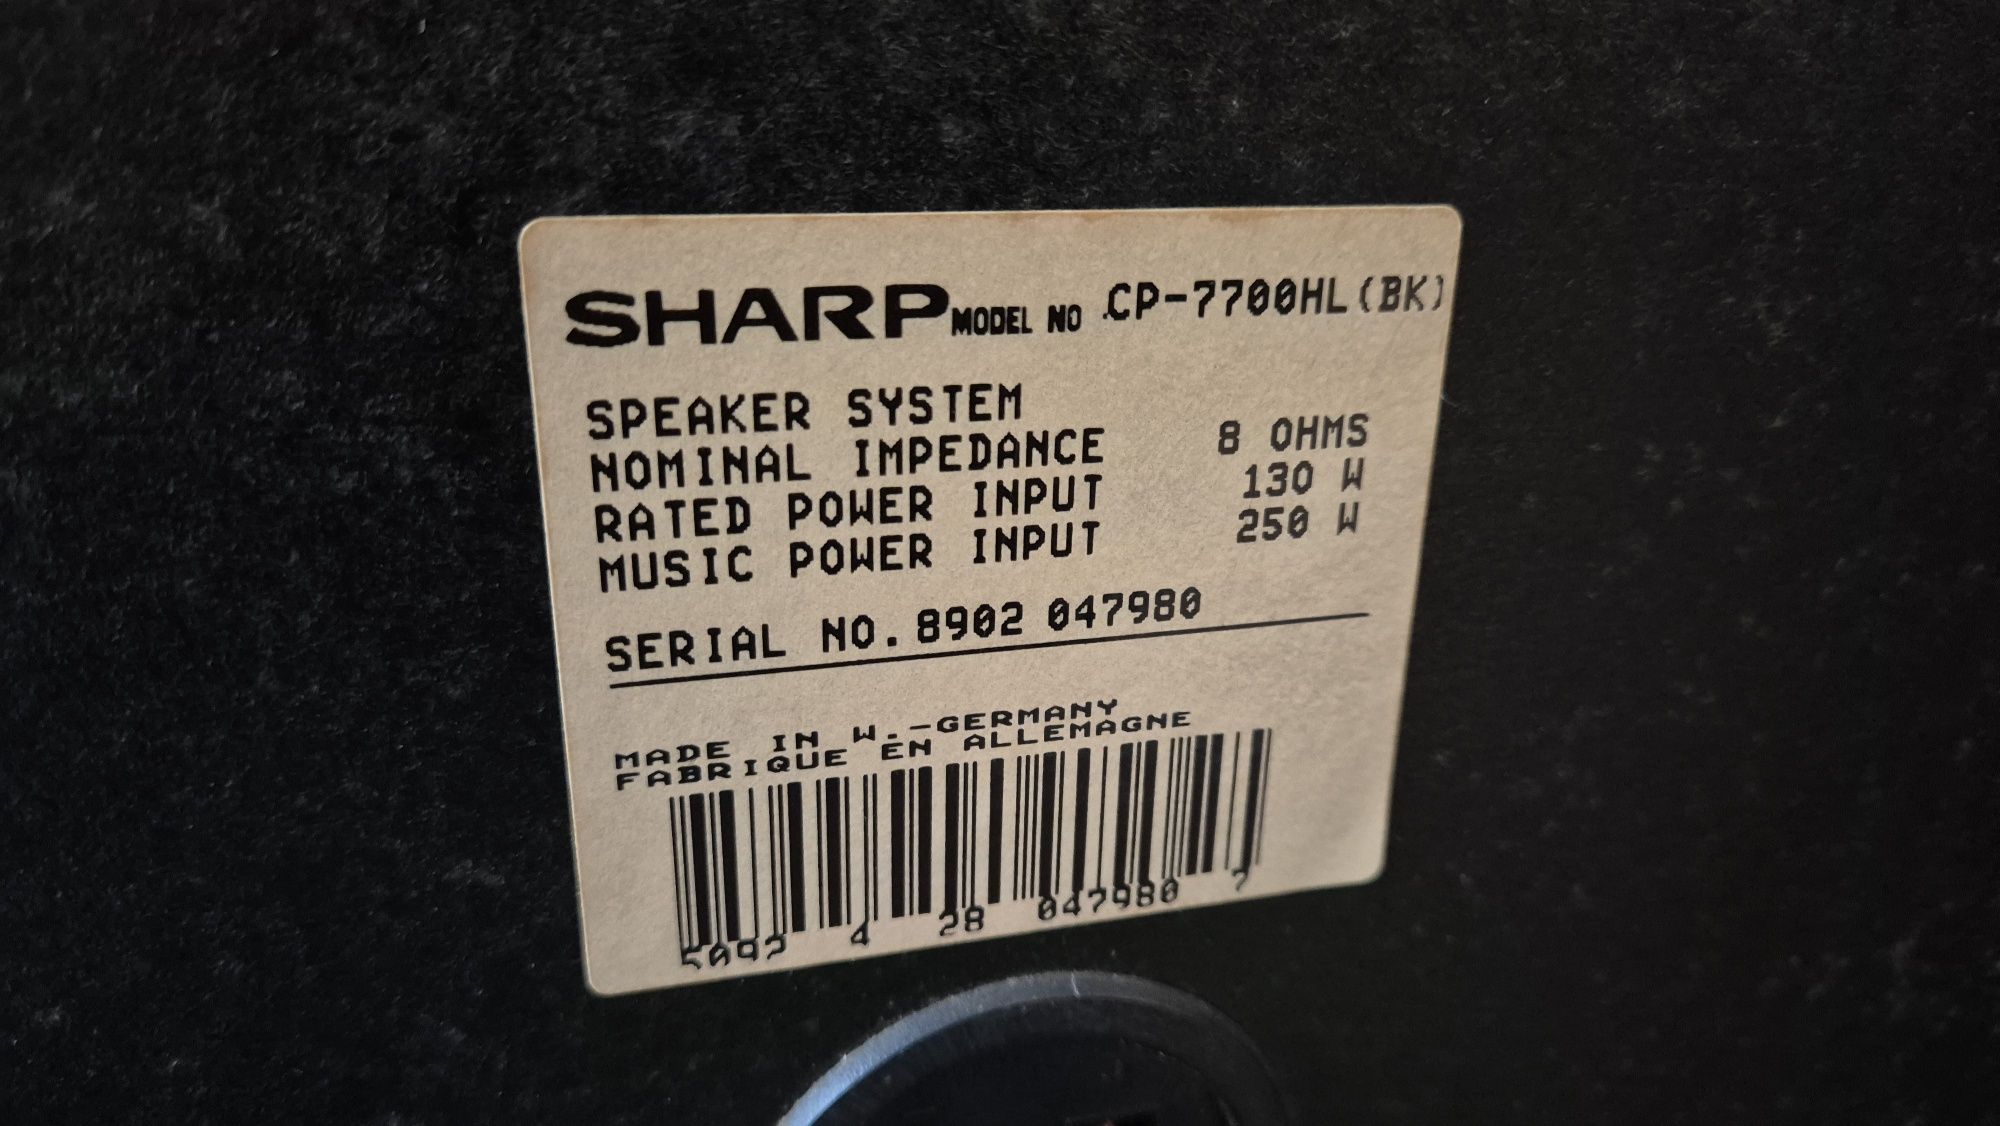 SHARP MODEL NO .CP-7700HL(BK)
SPEAKER SYSTEM
NOMINAL IMPEDANCE 8 OHMS
RATED POWER INPUT 130 W
MUSIC POWER INPUT 250 W
SERIAL NO. 8902 047980
MADE IN W.-GERMANY
FABRIQUE EN ALLEMAGNE
5092 4 28 047980 7